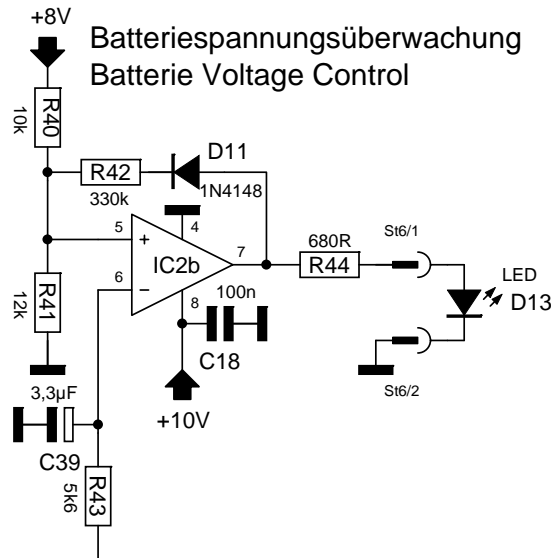 +8V
Batteriespannungsüberwachung
Batterie Voltage Control
R40
10k
D11
R42
1N4148
330k
4
5
+
7
680R
St6/1
IC2b
R44
LED
6
−
R41
12k
8
100n
D13
C18
3,3µF
St6/2
+10V
C39
R43
5k6